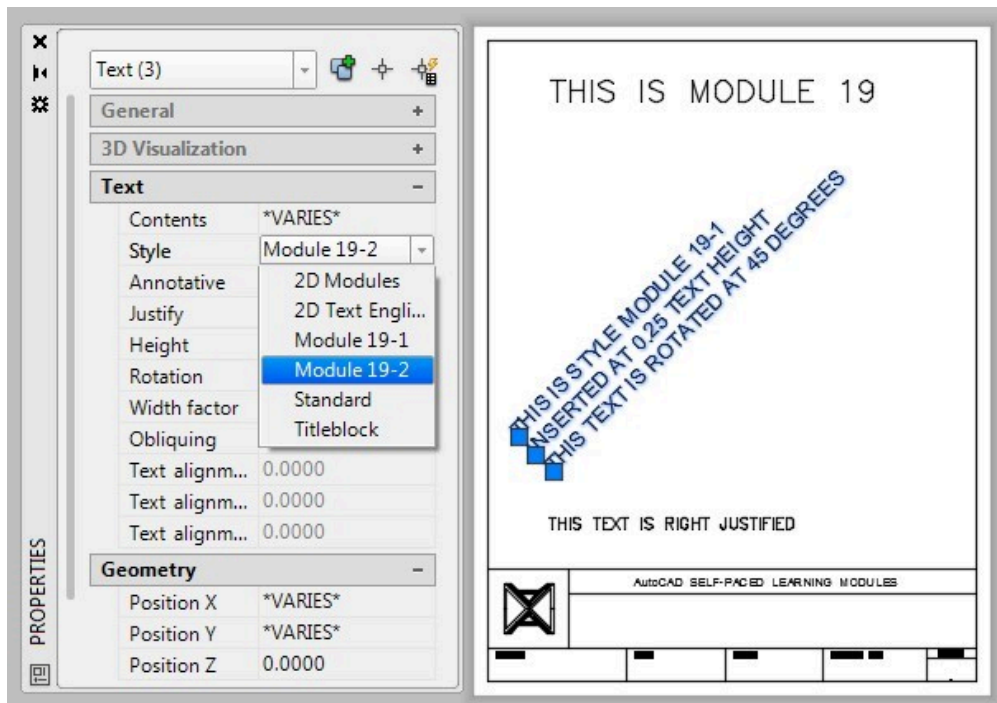 Text (3)
General
3D Visualization
Text
Contents *VARIES*
Style Module 19-2
Annotative 2D Modules
Justify 2D Text Engli...
Height Module 19-1
Rotation Module 19-2
Width factor Standard
Obliquing Titleblock
Text alignm... 0.0000
Text alignm... 0.0000
Text alignm... 0.0000
Geometry
Position X *VARIES*
Position Y *VARIES*
Position Z 0.0000
PROPERTIES
THIS IS MODULE 19
THIS IS STYLE MODULE 19-1
INSERTED AT 0.25 TEXT HEIGHT
THIS TEXT IS ROTATED AT 45 DEGREES
THIS TEXT IS RIGHT JUSTIFIED
AutoCAD SELF-PACED LEARNING MODULES